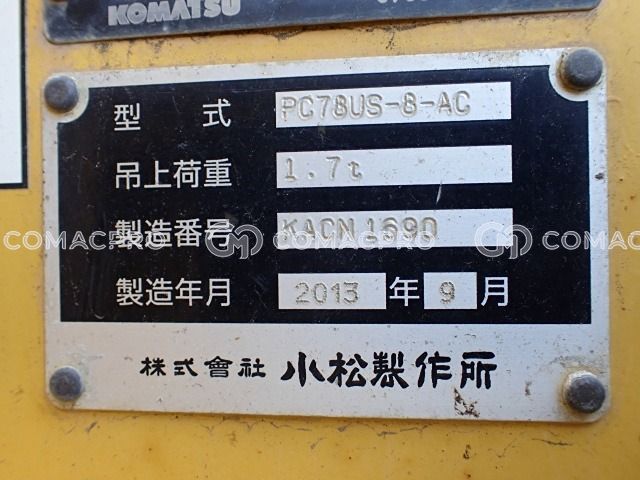 KOMATSU
型 式 PC78US-8-AC
吊上荷重 1.7t
製造番号 KACN1690
COMACPRO COMACPRO COMACPRO
製造年月 2013 年 9 月
株式會社 小松製作所